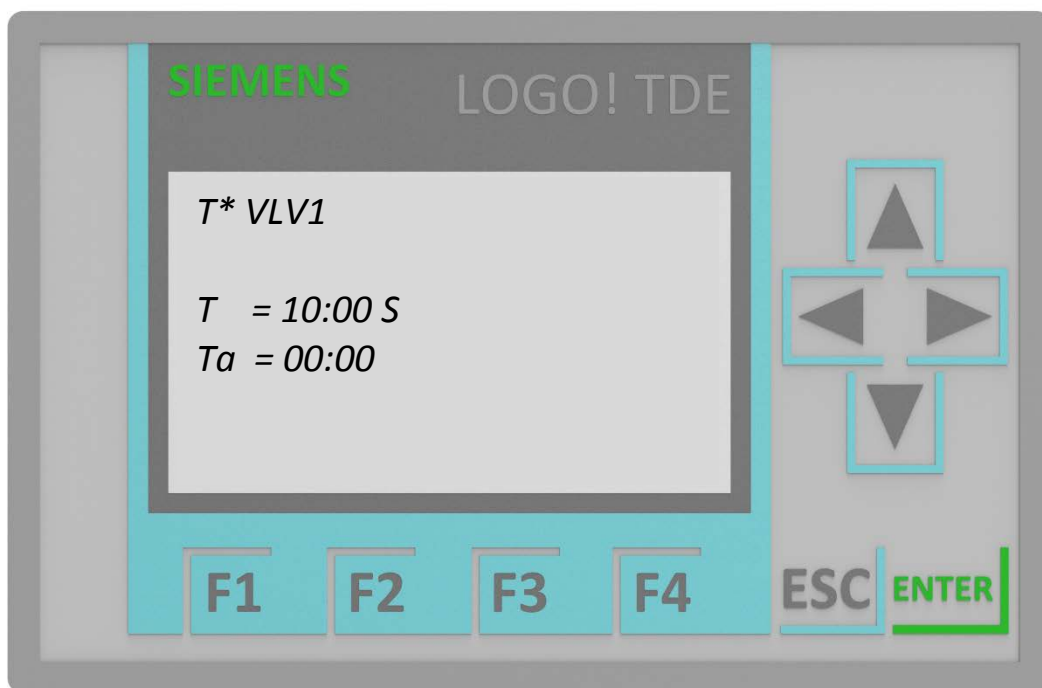 SIEMENS
LOGO! TDE
T* VLV1
T = 10:00 S
Ta = 00:00
F1 F2 F3 F4
ESC ENTER